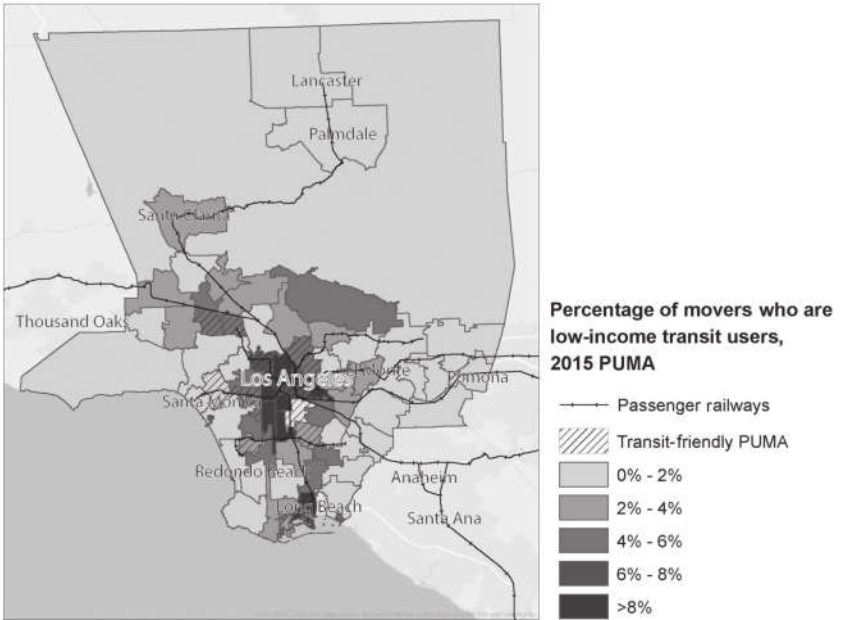 Lancaster
Palmdale
Santa Clarita
Thousand Oaks
Los Angeles
Pomona
Santa Monica
Redondo Beach
Anaheim
Long Beach
Santa Ana
Percentage of movers who are
low-income transit users,
2015 PUMA
Passenger railways
Transit-friendly PUMA
0% - 2%
2% - 4%
4% - 6%
6% - 8%
>8%